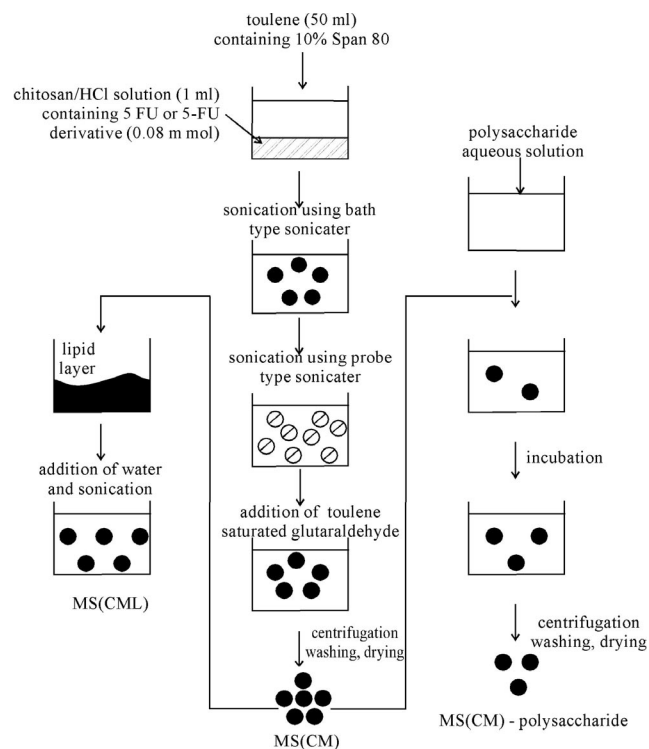 toulene (50 ml)
containing 10% Span 80
chitosan/HCl solution (1 ml)
containing 5 FU or 5-FU
derivative (0.08 m mol)
polysaccharide
aqueous solution
sonication using bath
type sonicater
lipid
layer
sonication using probe
type sonicater
addition of water
and sonication
incubation
addition of toulene
saturated glutaraldehyde
MS(CML)
centrifugation
washing, drying
centrifugation
washing, drying
MS(CM)
MS(CM) - polysaccharide